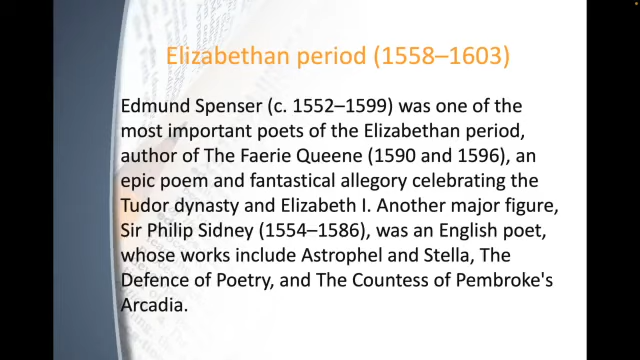 Elizabethan period (1558–1603)
Edmund Spenser (c. 1552–1599) was one of the
most important poets of the Elizabethan period,
author of The Faerie Queene (1590 and 1596), an
epic poem and fantastical allegory celebrating the
Tudor dynasty and Elizabeth I. Another major figure,
Sir Philip Sidney (1554–1586), was an English poet,
whose works include Astrophel and Stella, The
Defence of Poetry, and The Countess of Pembroke's
Arcadia.